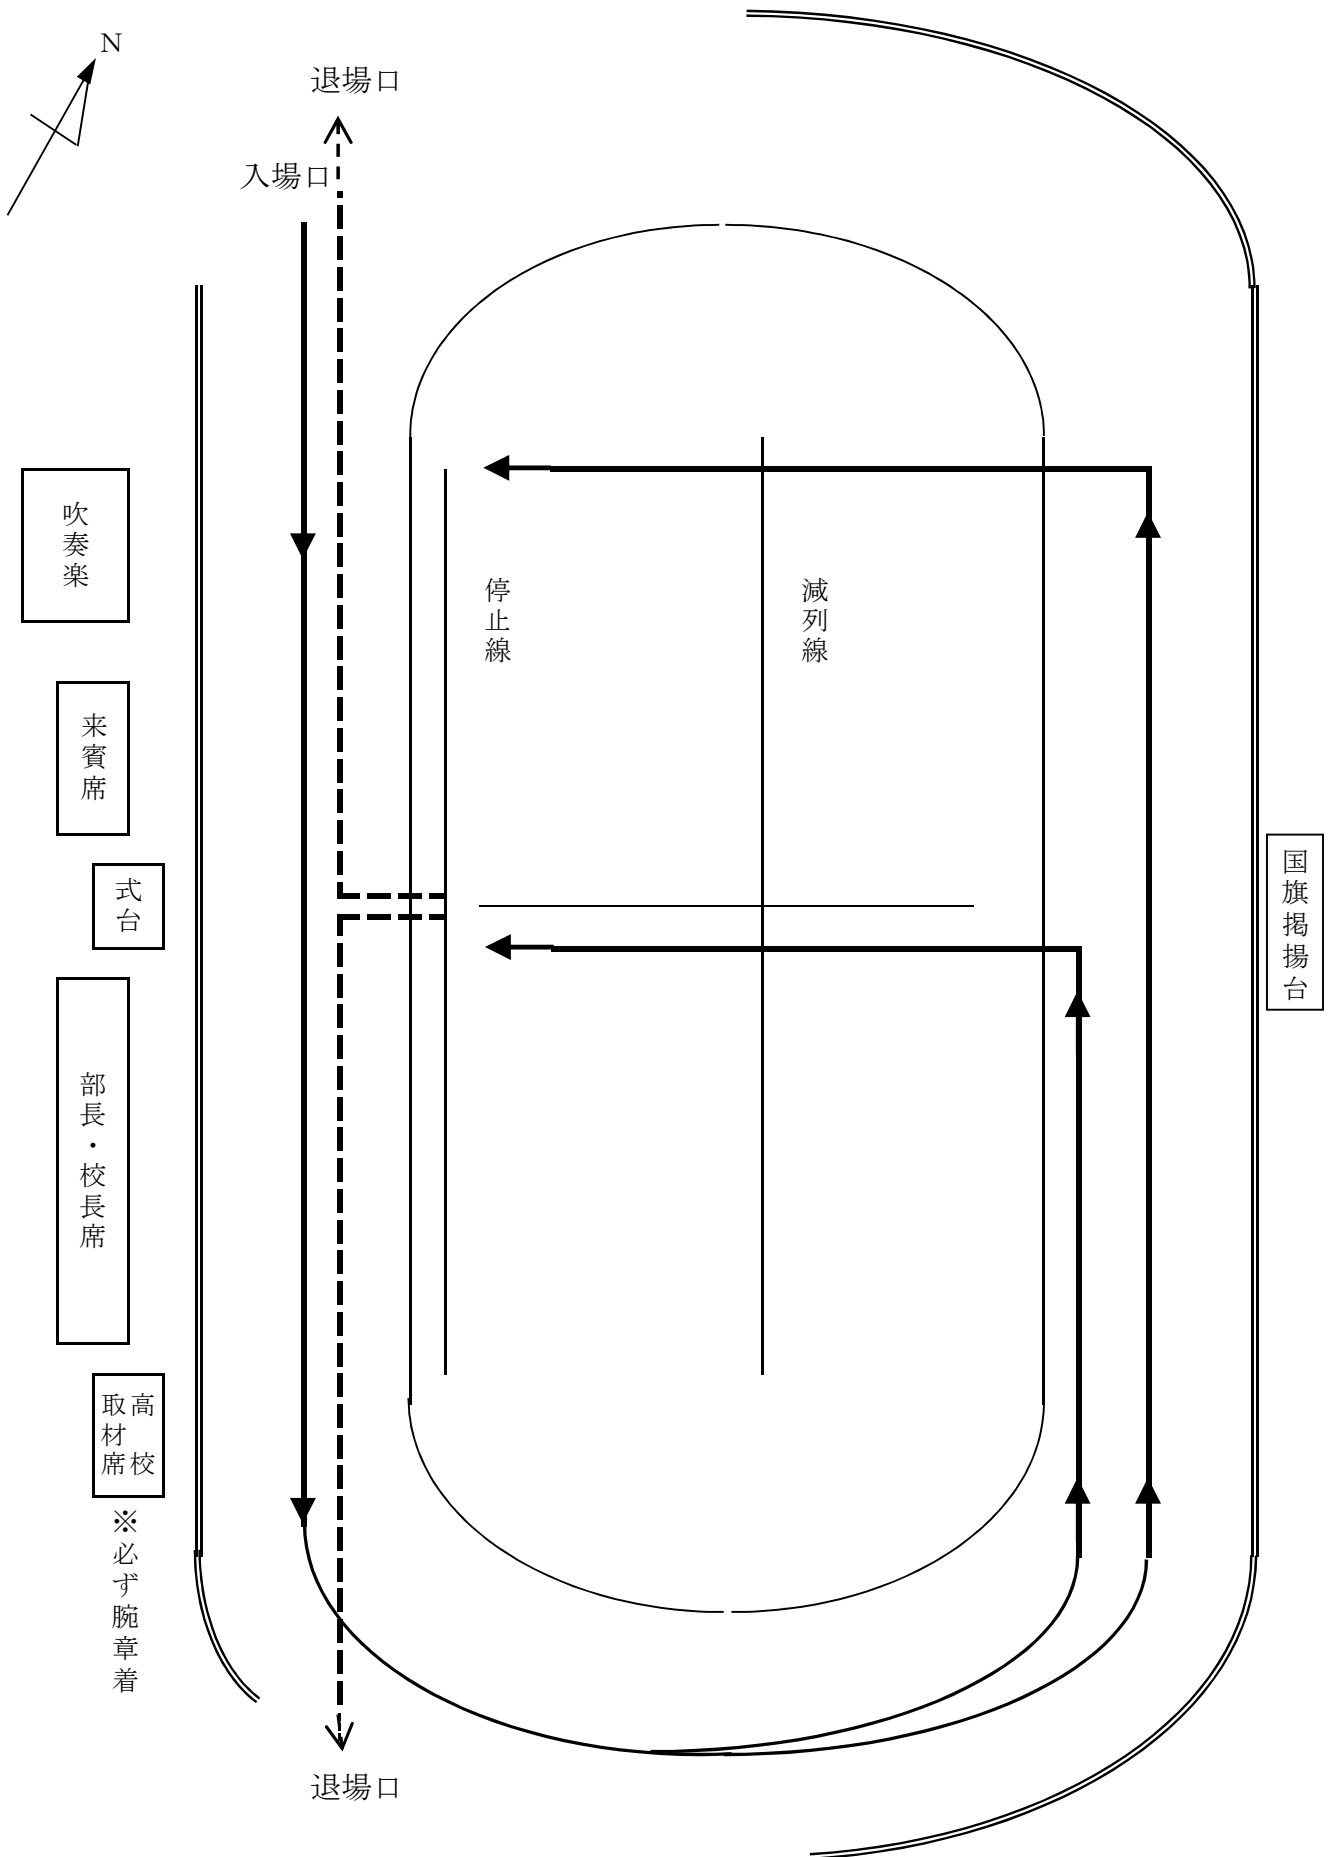 N
退場口
入場口
吹奏楽
停止線
減列線
来賓席
式台
国旗掲揚台
部長・校長席
高校
取材席
※必ず腕章着
退場口